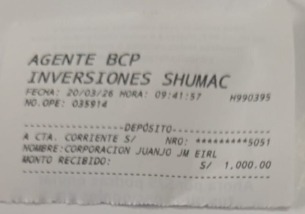 AGENTE BCP
INVERSIONES SHUMAC
FECHA: 20/03/26 HORA: 09:41:57 H990395
NO.OPE: 035914
DEPÓSITO
A CTA. CORRIENTE S/ NRO: *********5051
NOMBRE:CORPORACION JUANJO JM EIRL
MONTO RECIBIDO: S/ 1,000.00